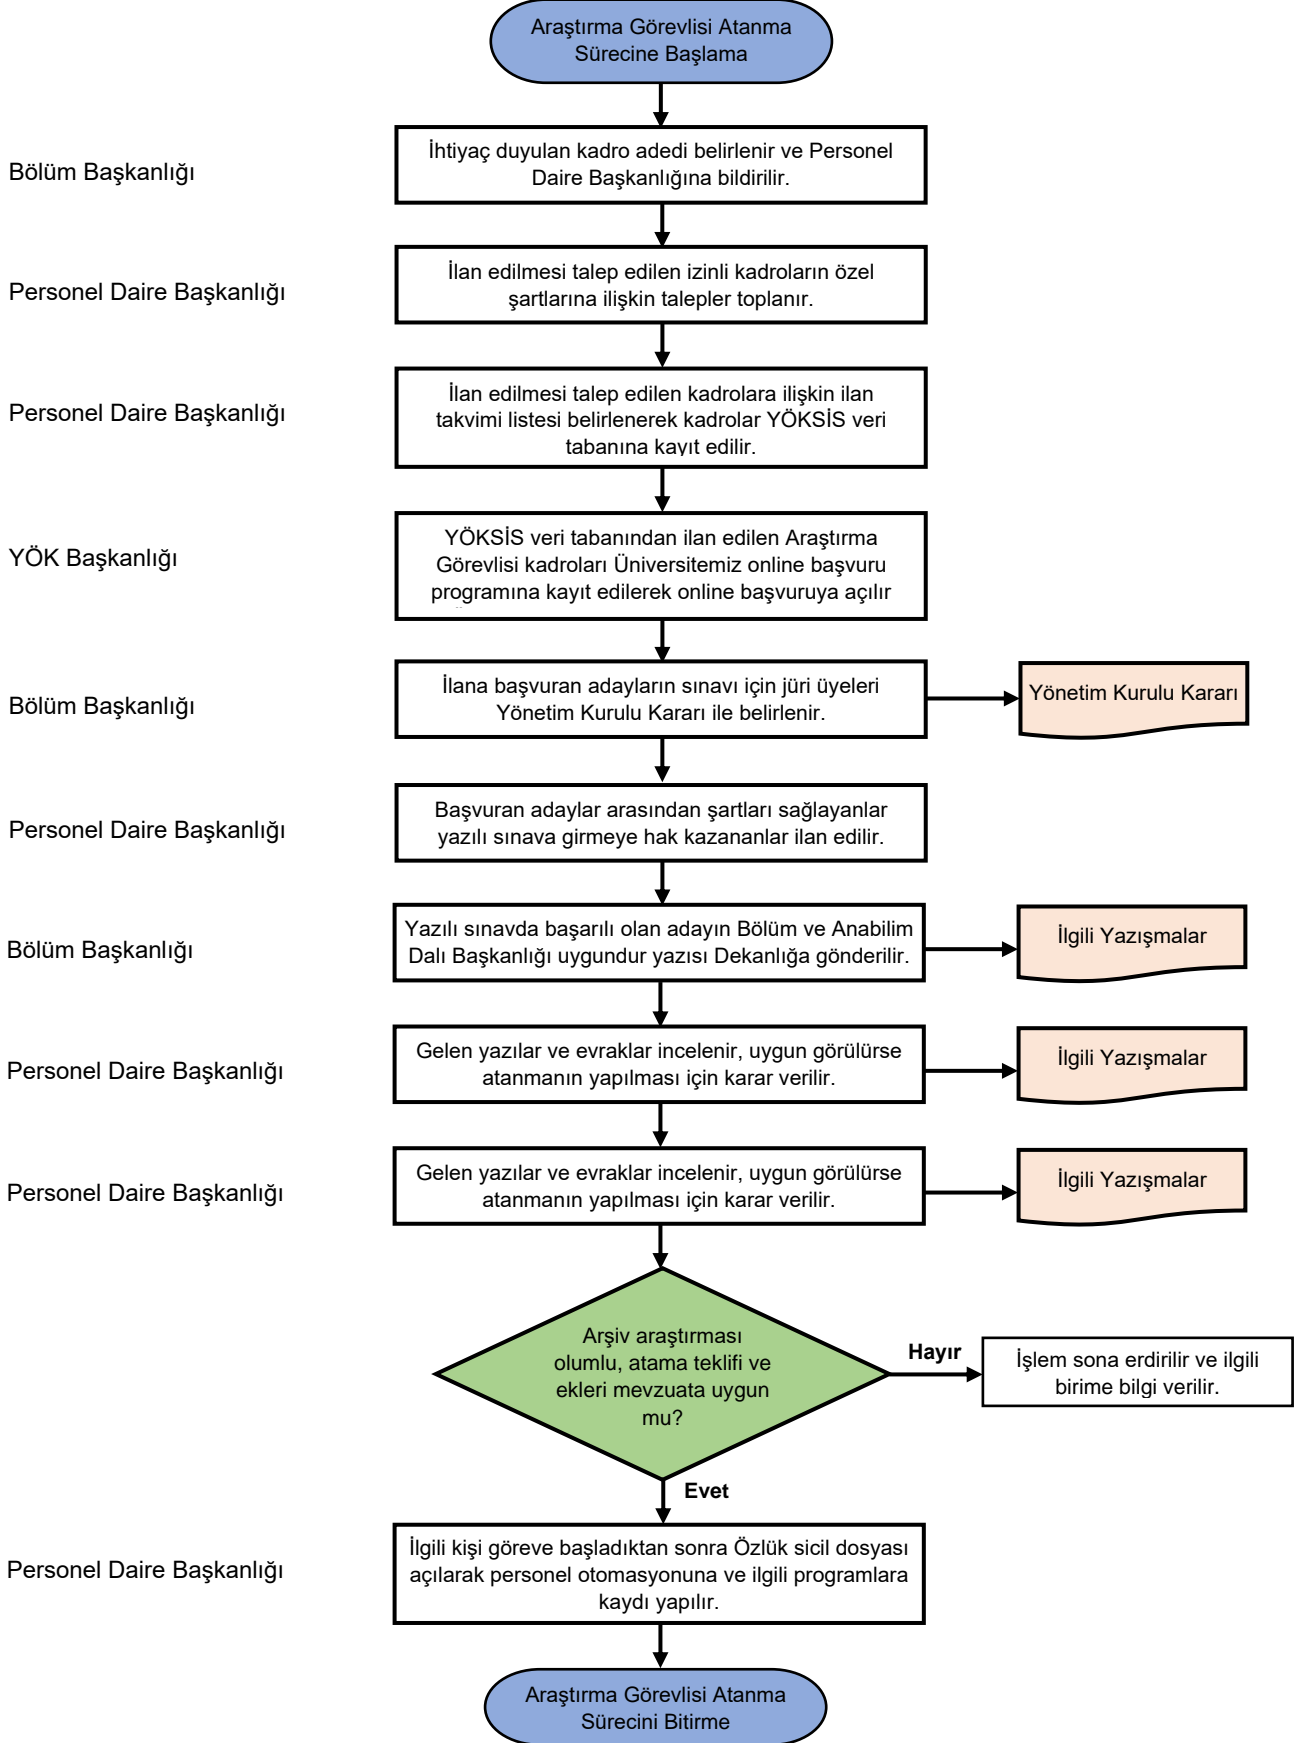 Araştırma Görevlisi Atanma
Sürecine Başlama
Bölüm Başkanlığı
İhtiyaç duyulan kadro adedi belirlenir ve Personel
Daire Başkanlığına bildirilir.
Personel Daire Başkanlığı
İlan edilmesi talep edilen izinli kadroların özel
şartlarına ilişkin talepler toplanır.
Personel Daire Başkanlığı
İlan edilmesi talep edilen kadrolara ilişkin ilan
takvimi listesi belirlenerek kadrolar YÖKSİS veri
tabanına kayıt edilir.
YÖK Başkanlığı
YÖKSİS veri tabanından ilan edilen Araştırma
Görevlisi kadroları Üniversitemiz online başvuru
programına kayıt edilerek online başvuruya açılır
Bölüm Başkanlığı
İlana başvuran adayların sınavı için jüri üyeleri
Yönetim Kurulu Kararı ile belirlenir.
Yönetim Kurulu Kararı
Personel Daire Başkanlığı
Başvuran adaylar arasından şartları sağlayanlar
yazılı sınava girmeye hak kazananlar ilan edilir.
Bölüm Başkanlığı
Yazılı sınavda başarılı olan adayın Bölüm ve Anabilim
Dalı Başkanlığı uygundur yazısı Dekanlığa gönderilir.
İlgili Yazışmalar
Personel Daire Başkanlığı
Gelen yazılar ve evraklar incelenir, uygun görülürse
atanmanın yapılması için karar verilir.
İlgili Yazışmalar
Personel Daire Başkanlığı
Gelen yazılar ve evraklar incelenir, uygun görülürse
atanmanın yapılması için karar verilir.
İlgili Yazışmalar
Arşiv araştırması
olumlu, atama teklifi ve
ekleri mevzuata uygun
mu?
Hayır
İşlem sona erdirilir ve ilgili
birime bilgi verilir.
Evet
Personel Daire Başkanlığı
İlgili kişi göreve başladıktan sonra Özlük sicil dosyası
açılarak personel otomasyonuna ve ilgili programlara
kaydı yapılır.
Araştırma Görevlisi Atanma
Sürecini Bitirme